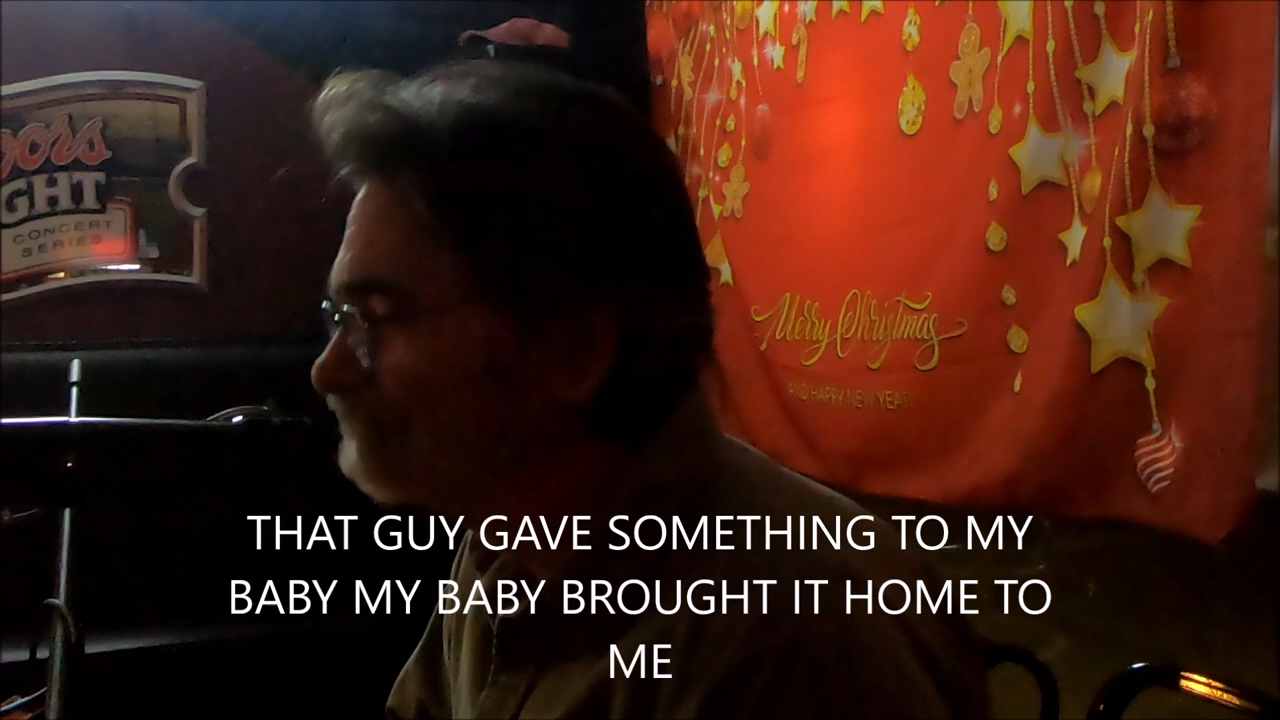 oors
GHT
CONCERT
SERIES
Merry Christmas
AND HAPPY NEW YEAR
THAT GUY GAVE SOMETHING TO MY
BABY MY BABY BROUGHT IT HOME TO
ME